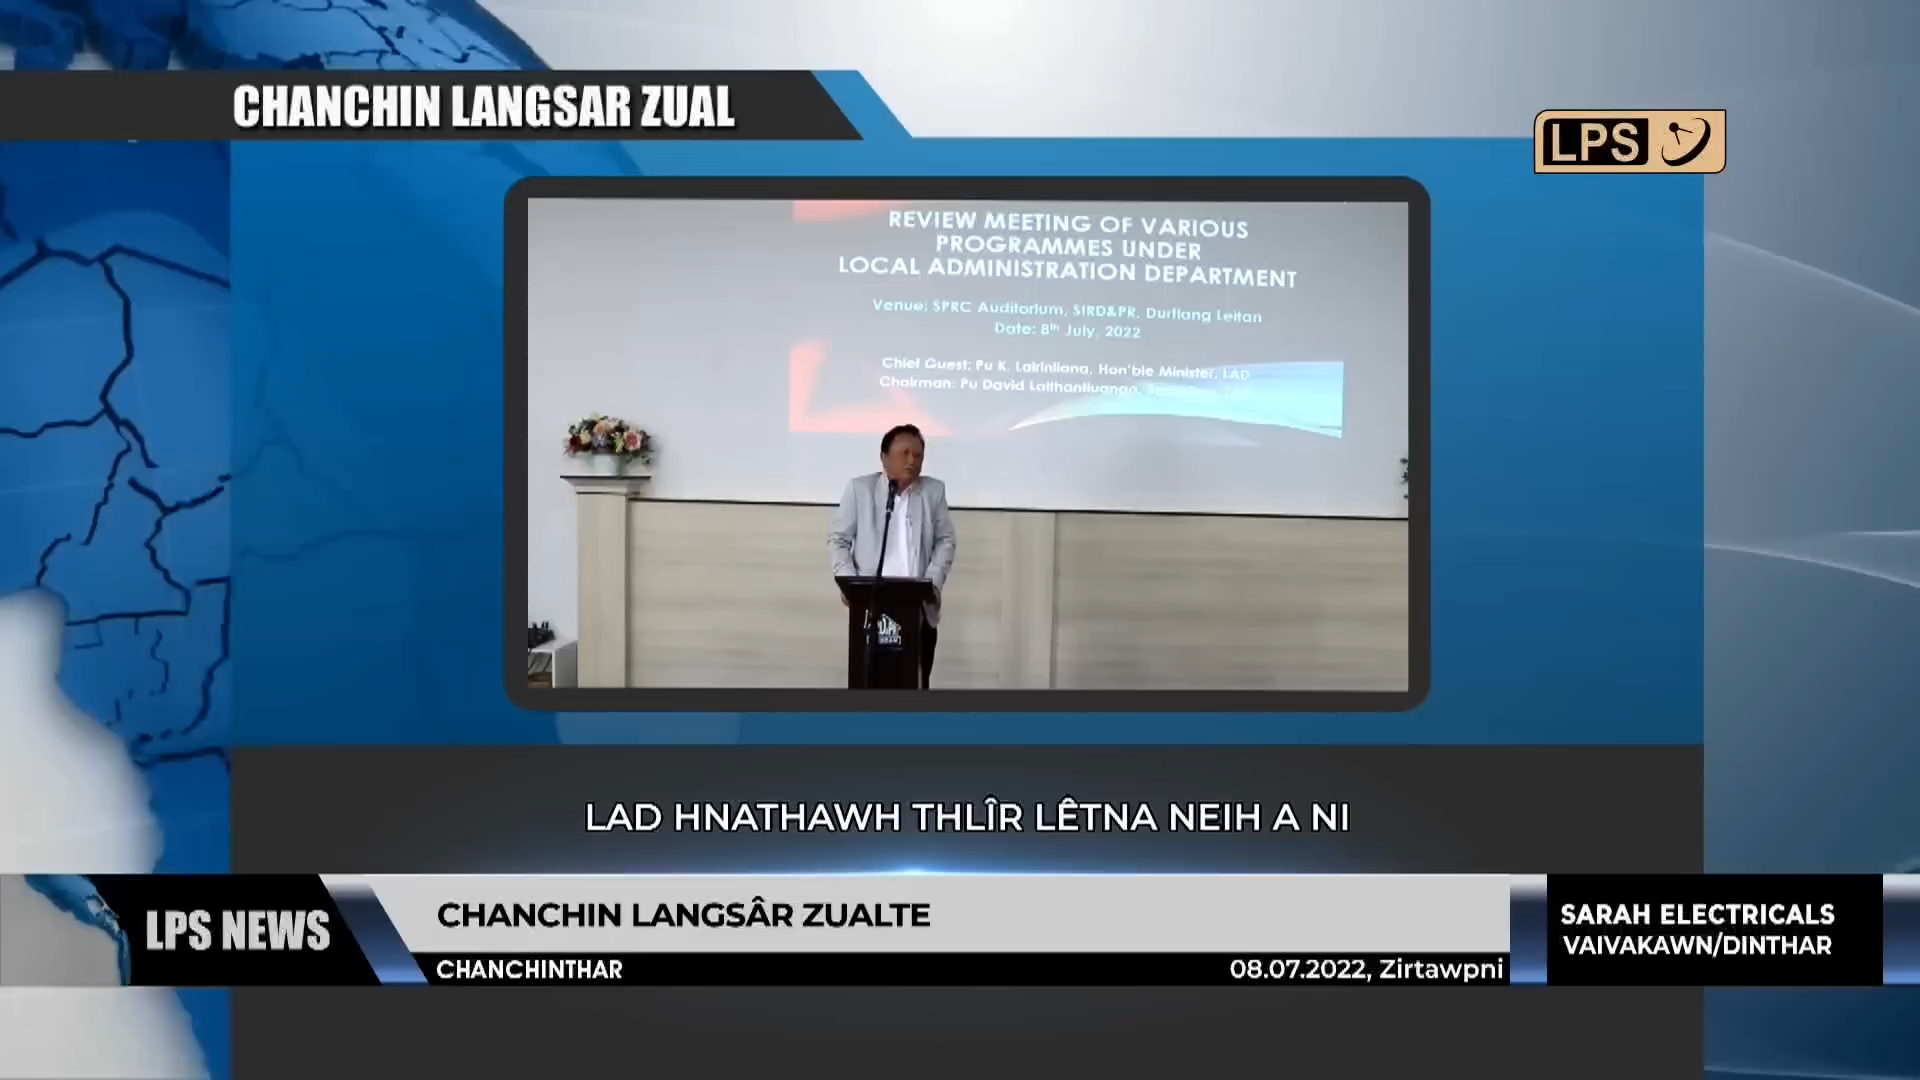 CHANCHIN LANGSAR ZUAL
LPS
REVIEW MEETING OF VARIOUS
PROGRAMMES UNDER
LOCAL ADMINISTRATION DEPARTMENT
Venue: SPRC Auditorium, SIRD&PR, Durtlang Leitan
Date: 8th July, 2022
Chief Guest: Pu K. Lalrinliana, Hon'ble Minister, LAD
Chairman: Pu David Lalthantluanga,
LAD HNATHAWH THLÎR LÊTNA NEIH A NI
LPS NEWS
CHANCHIN LANGSÂR ZUALTE
CHANCHINTHAR
08.07.2022, Zirtawpni
SARAH ELECTRICALS
VAIVAKAWN/DINTHAR